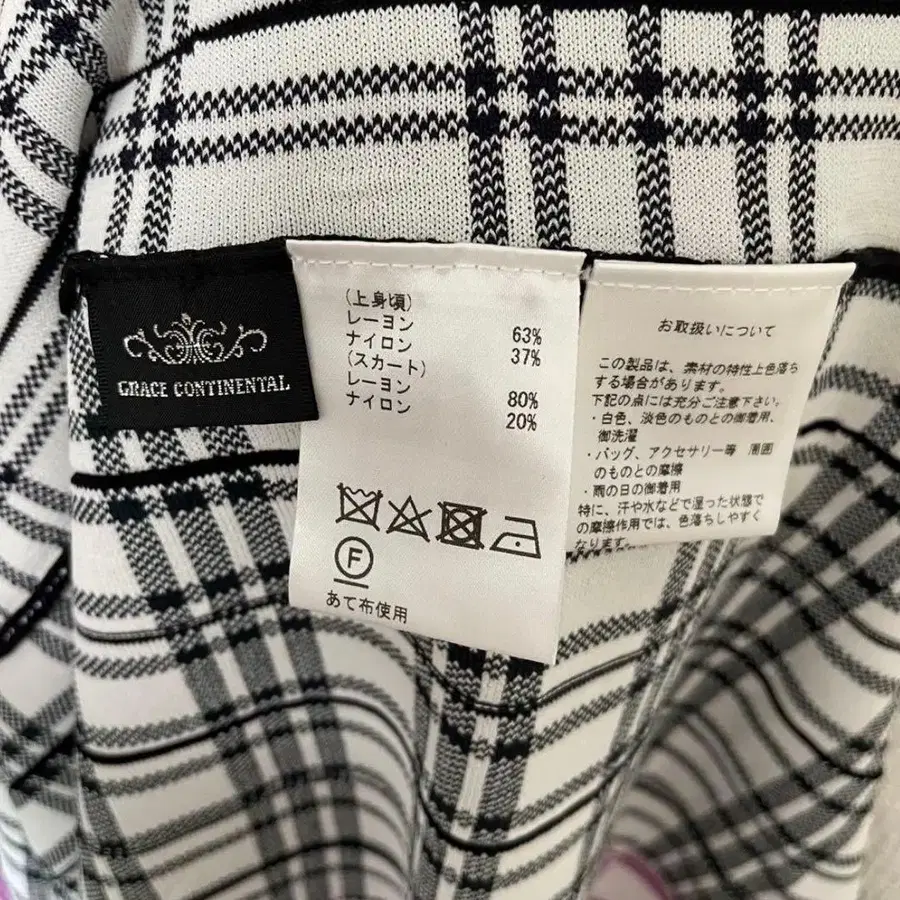 GRACE CONTINENTAL
(上身頃)
レーヨン 63%
ナイロン 37%
(スカート)
レーヨン 80%
ナイロン 20%
F
あて布使用
お取扱いについて
この製品は、素材の特性上色落ち
する場合があります。
下記の点には充分ご注意下さい。
・白色、淡色のものとの御着用、
御洗濯
・バッグ、アクセサリー等 周囲
のものとの摩擦
・雨の日の御着用
特に、汗や水などで湿った状態で
の摩擦作用では、色落ちしやすく
なります。